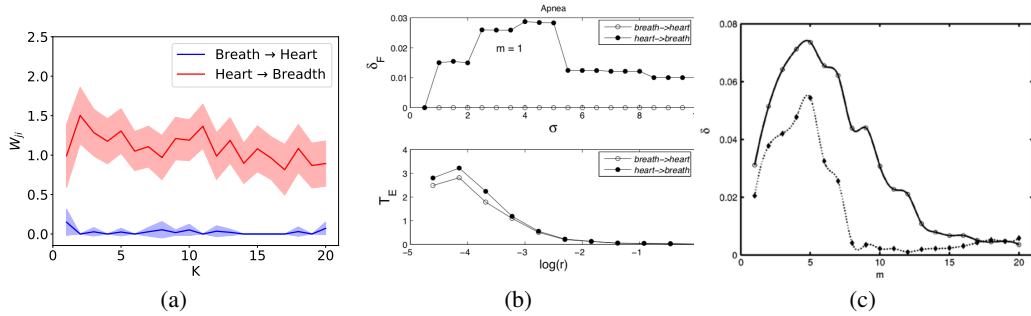 2.5
2.0
1.5
1.0
0.5
0.0
W_ji
Breath → Heart
Heart → Breadth
0 5 10 15 20
K
(a)
Apnea
0.03
0.02
0.01
0
δ_F
breath->heart
heart->breath
m = 1
0 2 4 6 8 10
σ
4
3
2
1
0
T_E
breath->heart
heart->breath
-5 -4 -3 -2 -1
log(r)
(b)
0.08
0.06
0.04
0.02
0
δ
0 5 10 15 20
m
(c)